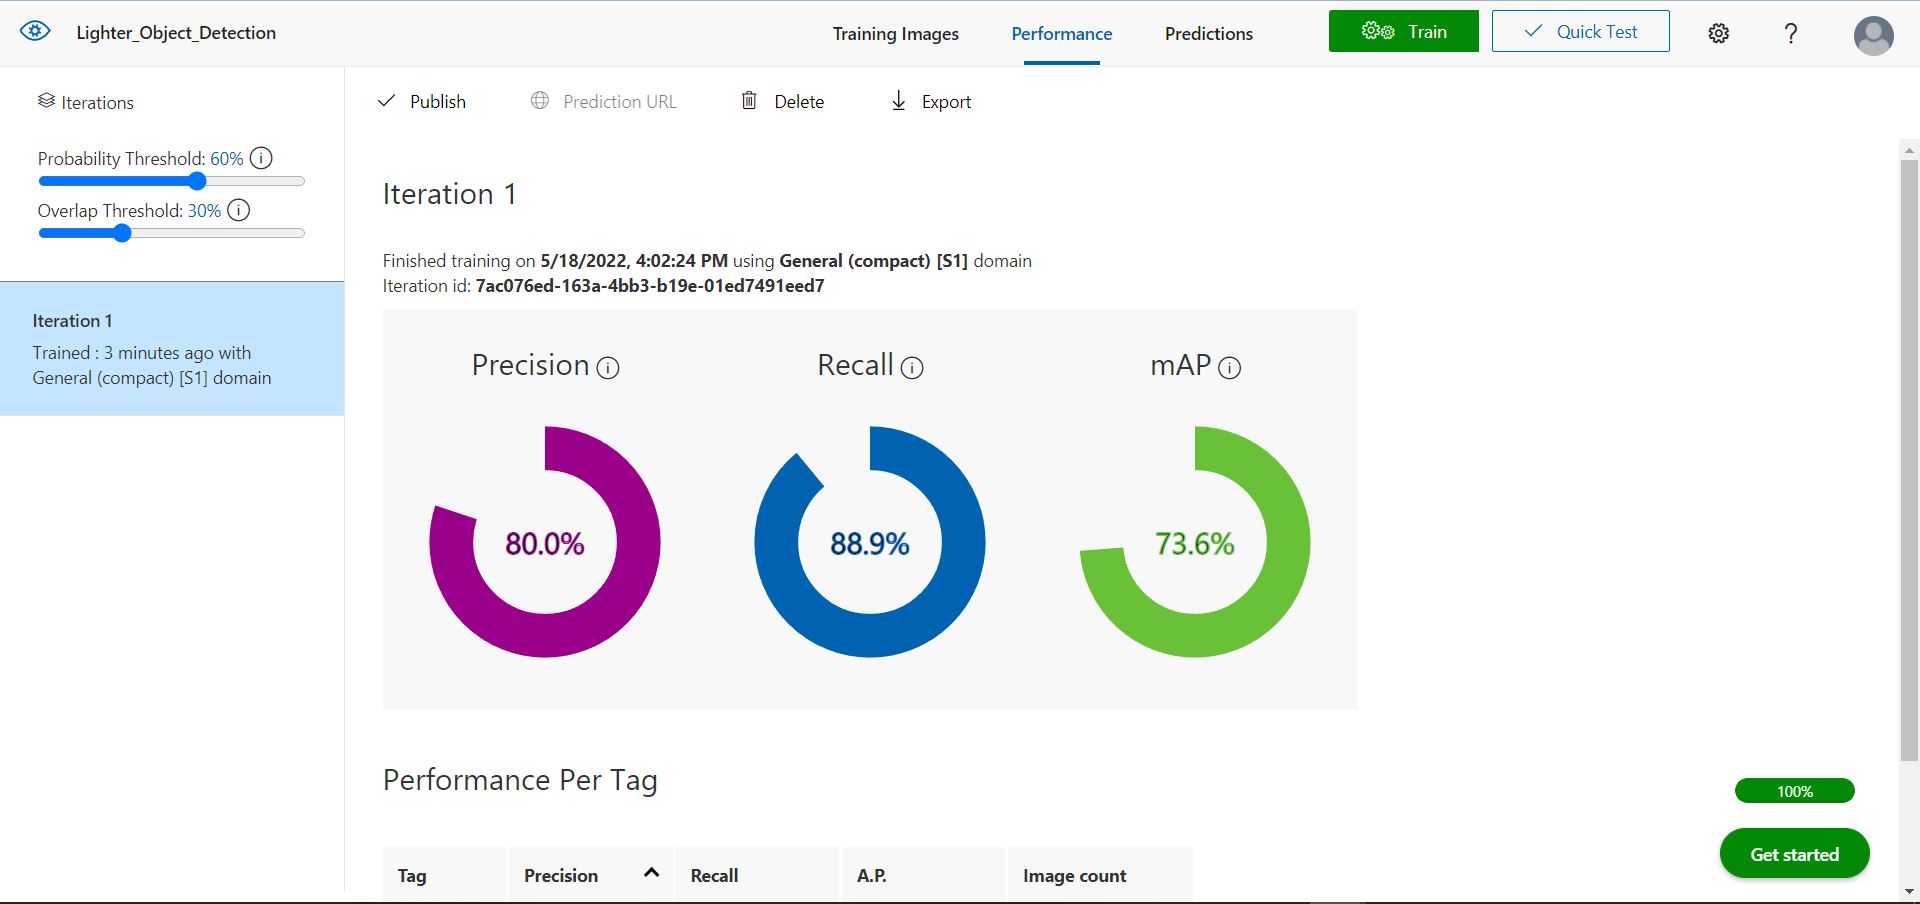 Lighter_Object_Detection
Training Images
Performance
Predictions
Train
Quick Test
?
Iterations
Probability Threshold: 60%
Overlap Threshold: 30%
Iteration 1
Trained : 3 minutes ago with
General (compact) [S1] domain
Publish
Prediction URL
Delete
Export
Iteration 1
Finished training on 5/18/2022, 4:02:24 PM using General (compact) [S1] domain
Iteration id: 7ac076ed-163a-4bb3-b19e-01ed7491eed7
Precision
Recall
mAP
80.0%
88.9%
73.6%
Performance Per Tag
Tag
Precision
Recall
A.P.
Image count
100%
Get started